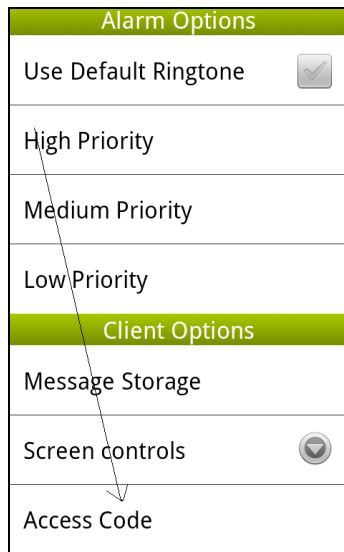 Alarm Options
Use Default Ringtone
High Priority
Medium Priority
Low Priority
Client Options
Message Storage
Screen controls
Access Code